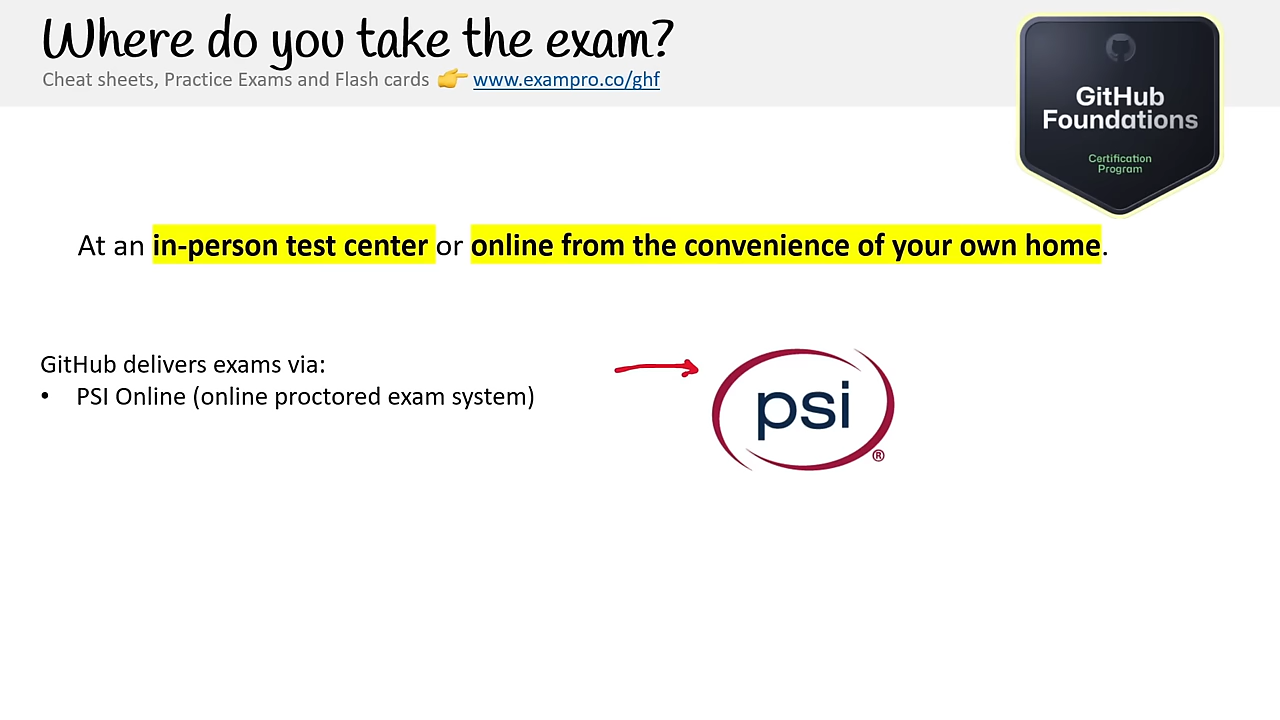 Where do you take the exam?
Cheat sheets, Practice Exams and Flash cards 👉 www.exampro.co/ghf
GitHub
Foundations
Certification
Program
At an in-person test center or online from the convenience of your own home.
GitHub delivers exams via:
• PSI Online (online proctored exam system)
psi
®